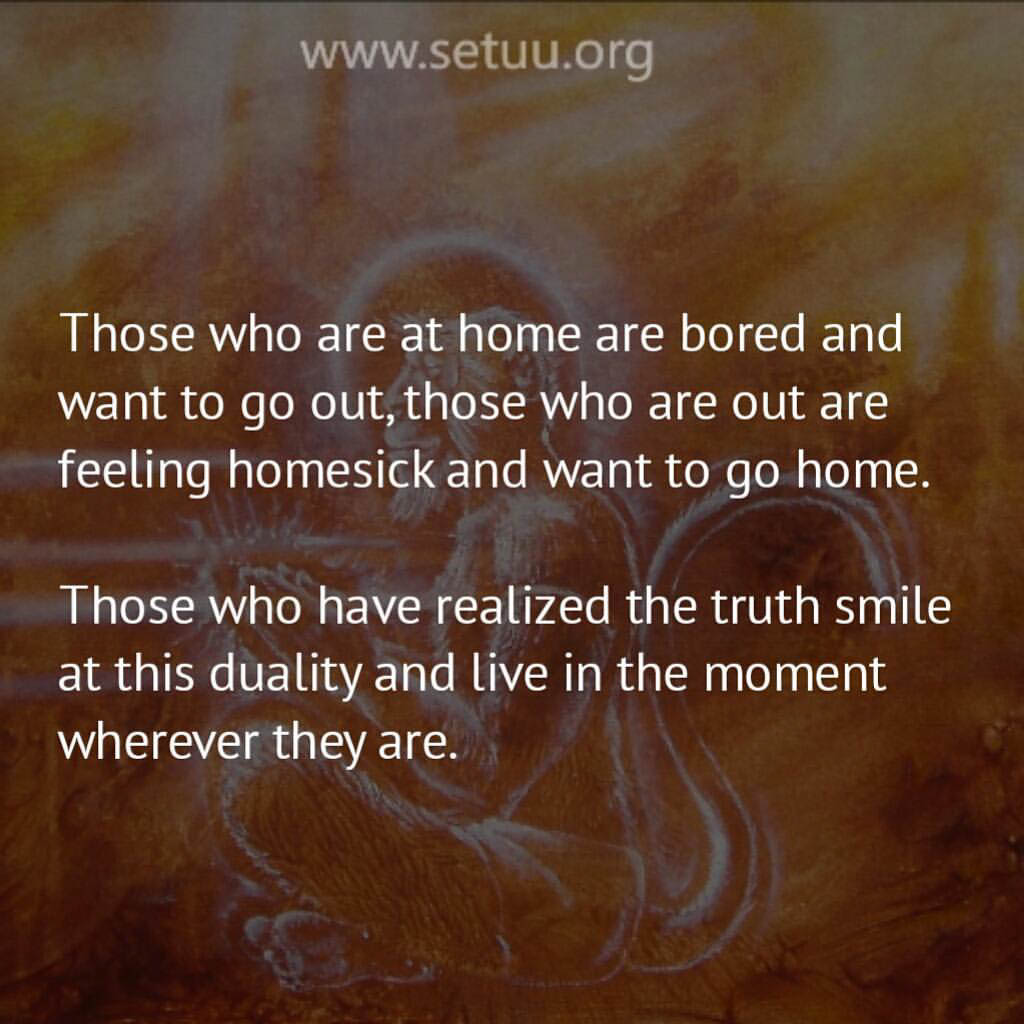 www.setuu.org
Those who are at home are bored and
want to go out, those who are out are
feeling homesick and want to go home.
Those who have realized the truth smile
at this duality and live in the moment
wherever they are.